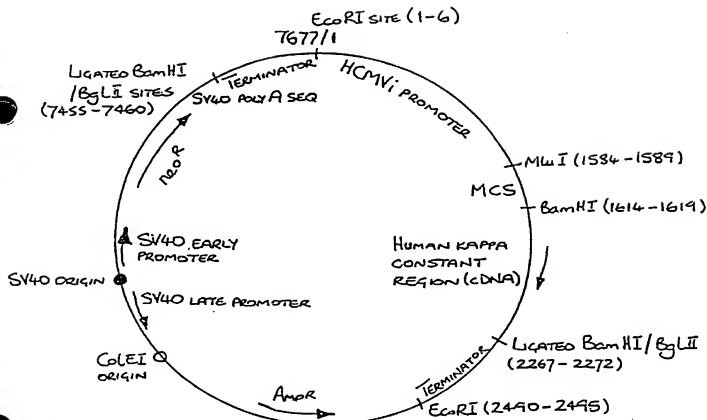 EcoRI SITE (1-6)
7677/1
LIGATED BamHI
/BglII SITES
(7455-7460)
TERMINATOR
SV40 POLY A SEQ
HCMVi PROMOTER
neoR
MluI (1584-1589)
MCS
BamHI (1614-1619)
HUMAN KAPPA
CONSTANT
REGION (cDNA)
SV40 EARLY
PROMOTER
SV40 ORIGIN
SV40 LATE PROMOTER
ColEI
ORIGIN
LIGATED BamHI/BglII
(2267-2272)
TERMINATOR
AmpR
EcoRI (2490-2495)